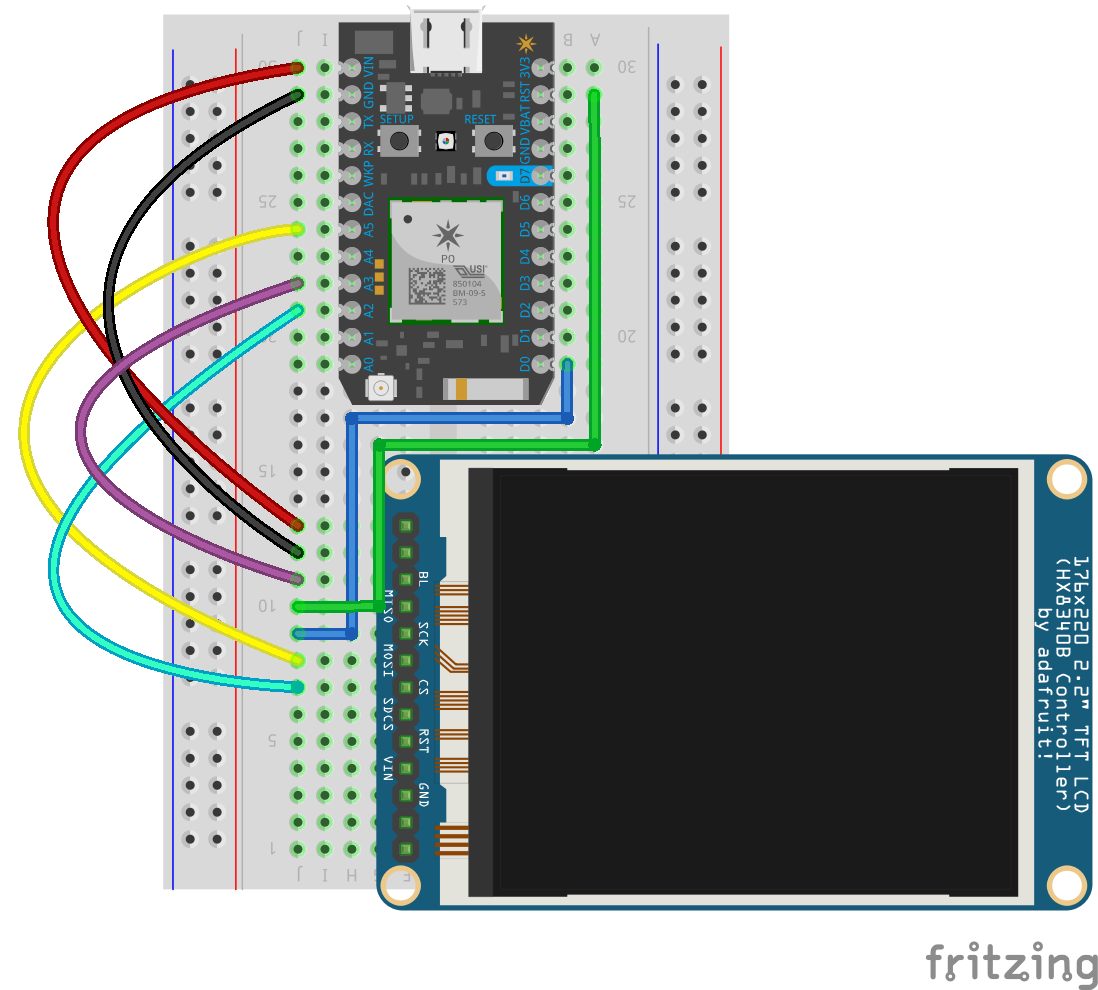 J I B A
30 30
VIN 3V3
GND RST
TX VBAT
RX GND
WKP D7
DAC D6
A5 D5
A4 D4
A3 D3
A2 D2
A1 D1
A0 D0
SETUP RESET
25 25
P0
USI
850104
BM-09-S
573
20 20
15
10
5
1
J I H G E
BL
MISO
SCK
MOSI
CS
SDCS
RST
VIN
GND
176x220 2.2" TFT LCD
(HX8340B Controller)
by adafruit!
fritzing